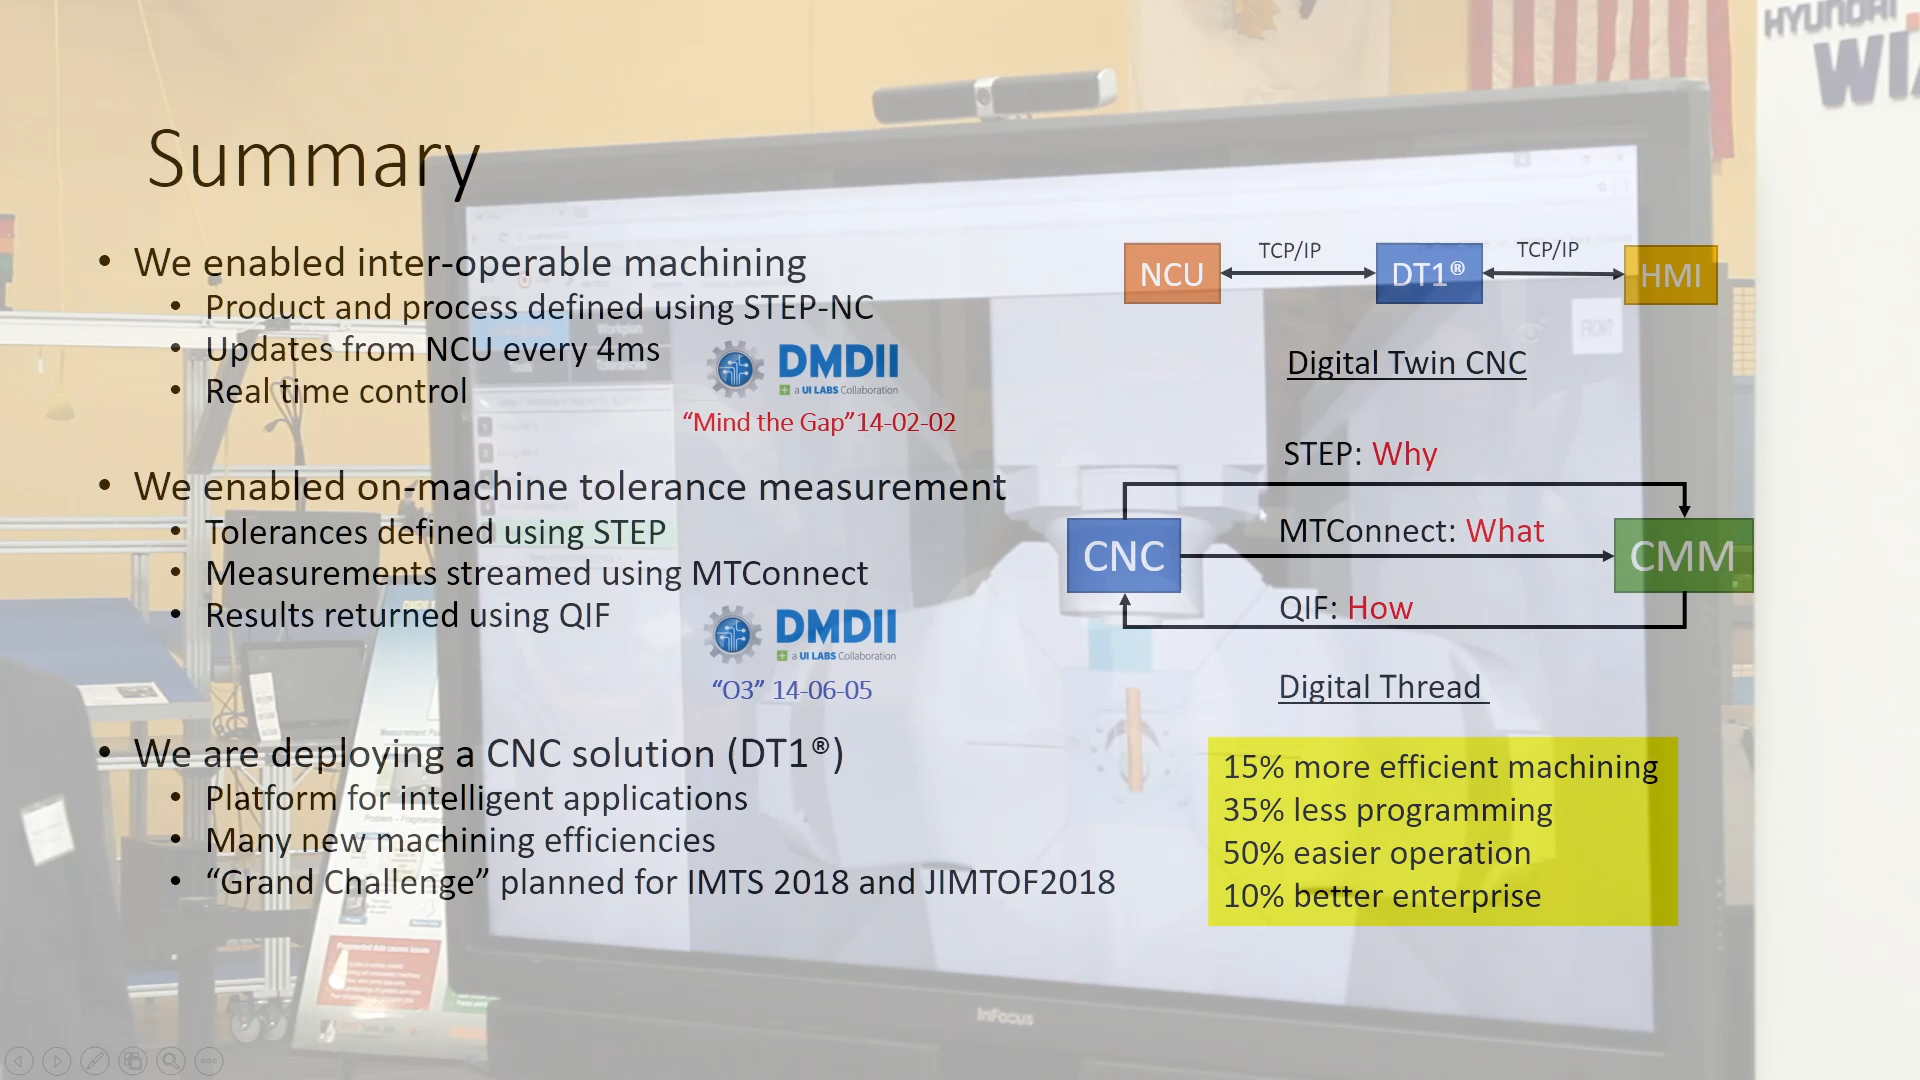 HYUNDAI
Summary
• We enabled inter-operable machining
• Product and process defined using STEP-NC
• Updates from NCU every 4ms
• Real time control
DMDII
a UI LABS Collaboration
“Mind the Gap”14-02-02
• We enabled on-machine tolerance measurement
• Tolerances defined using STEP
• Measurements streamed using MTConnect
• Results returned using QIF
DMDII
a UI LABS Collaboration
“O3” 14-06-05
• We are deploying a CNC solution (DT1®)
• Platform for intelligent applications
• Many new machining efficiencies
• “Grand Challenge” planned for IMTS 2018 and JIMTOF2018
NCU
TCP/IP
DT1®
TCP/IP
HMI
FRONT
Digital Twin CNC
STEP: Why
CNC
MTConnect: What
CMM
QIF: How
Digital Thread
15% more efficient machining
35% less programming
50% easier operation
10% better enterprise
InFocus